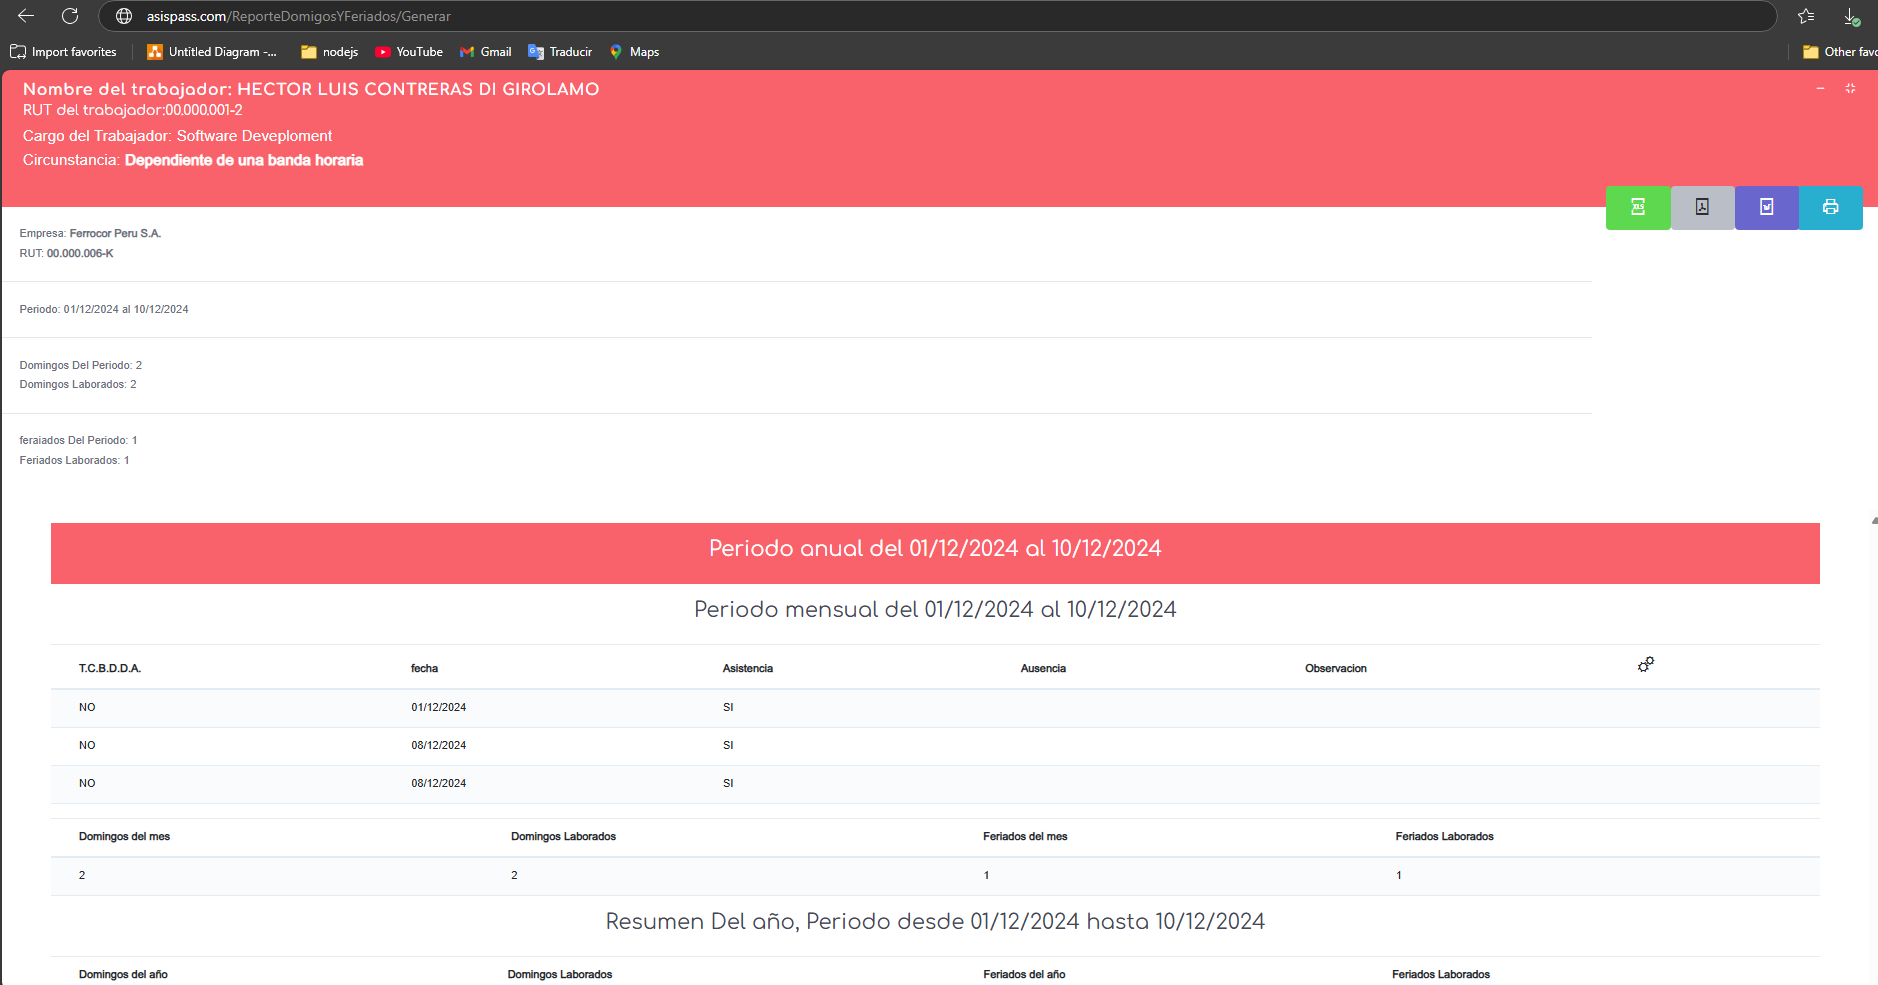 asispass.com/ReporteDomigosYFeriados/Generar
Import favorites
Untitled Diagram -...
nodejs
YouTube
Gmail
Traducir
Maps
Other favo
Nombre del trabajador: HECTOR LUIS CONTRERAS DI GIROLAMO
RUT del trabajador:00.000.001-2
Cargo del Trabajador: Software Deveploment
Circunstancia: Dependiente de una banda horaria
XLS
Empresa: Ferrocor Peru S.A.
RUT: 00.000.006-K
Periodo: 01/12/2024 al 10/12/2024
Domingos Del Periodo: 2
Domingos Laborados: 2
feraiados Del Periodo: 1
Feriados Laborados: 1
Periodo anual del 01/12/2024 al 10/12/2024
Periodo mensual del 01/12/2024 al 10/12/2024
T.C.B.D.D.A. fecha Asistencia Ausencia Observacion
NO 01/12/2024 SI
NO 08/12/2024 SI
NO 08/12/2024 SI
Domingos del mes Domingos Laborados Feriados del mes Feriados Laborados
2 2 1 1
Resumen Del año, Periodo desde 01/12/2024 hasta 10/12/2024
Domingos del año Domingos Laborados Feriados del año Feriados Laborados